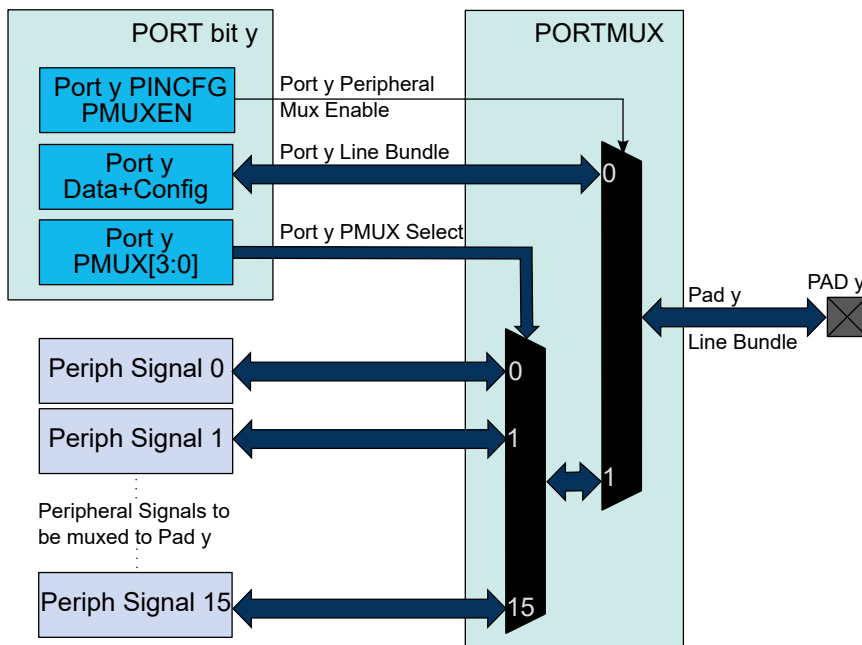 PORT bit y
PORTMUX
Port y PINCFG
PMUXEN
Port y Peripheral
Mux Enable
Port y
Data+Config
Port y Line Bundle
0
Port y
PMUX[3:0]
Port y PMUX Select
Pad y
Line Bundle
PAD y
Periph Signal 0
0
Periph Signal 1
1
1
Peripheral Signals to
be muxed to Pad y
Periph Signal 15
15